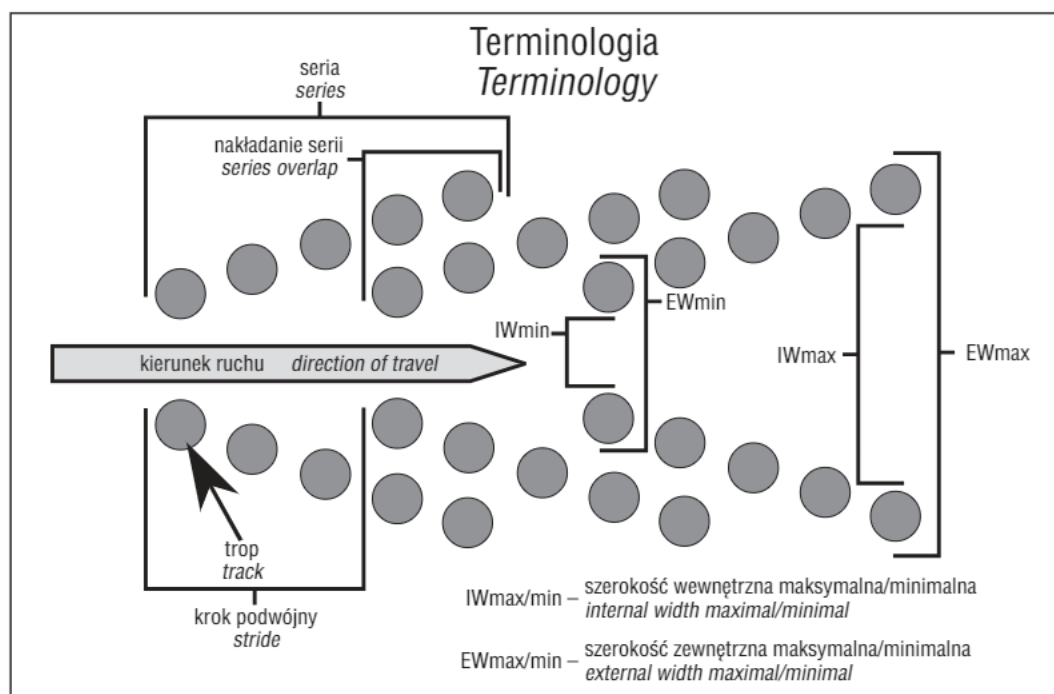 Terminologia
Terminology
seria
series
nakładanie serii
series overlap
EWmin
IWmin
IWmax
EWmax
kierunek ruchu direction of travel
trop
track
krok podwójny
stride
IWmax/min – szerokość wewnętrzna maksymalna/minimalna
internal width maximal/minimal
EWmax/min – szerokość zewnętrzna maksymalna/minimalna
external width maximal/minimal